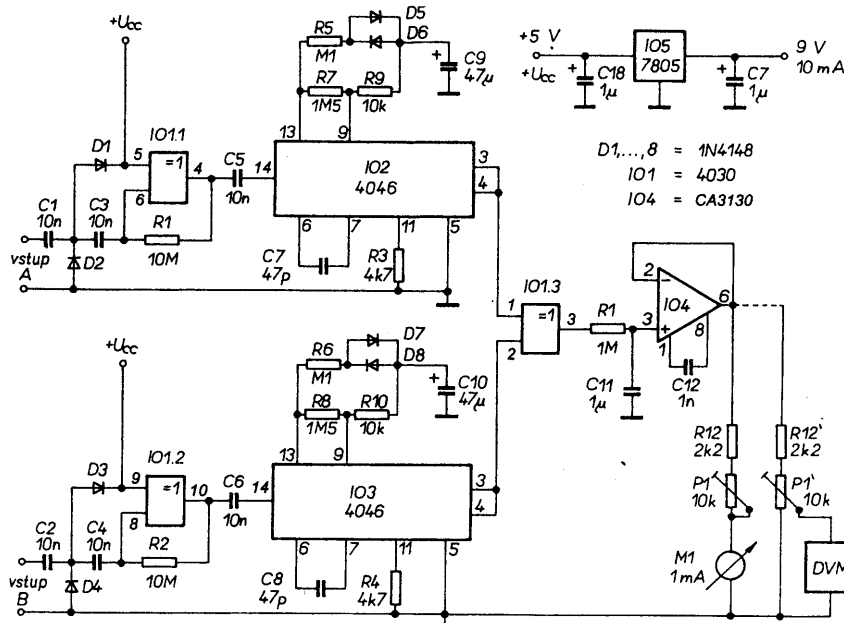 +Ucc
D1
5
IO1.1
=1
4
6
C1
10n
C3
10n
R1
10M
D2
vstup
A
C5
10n
14
R5
M1
D5
D6
R7
1M5
R9
10k
+
C9
47µ
13
9
IO2
4046
3
4
6
7
11
5
C7
47p
R3
4k7
+5 V
+Ucc
IO5
7805
9 V
10 mA
+
C18
1µ
+
C7
1µ
D1,...,8 = 1N4148
IO1 = 4030
IO4 = CA3130
IO1.3
1
=1
2
3
R1
1M
C11
1µ
2
−
3
+
IO4
6
8
1
C12
1n
R12
2k2
P1
10k
M1
1mA
R12'
2k2
P1'
10k
DVM
+Ucc
D3
9
IO1.2
=1
10
8
C2
10n
C4
10n
R2
10M
D4
vstup
B
C6
10n
14
R6
M1
D7
D8
R8
1M5
R10
10k
+
C10
47µ
13
9
IO3
4046
3
4
6
7
11
5
C8
47p
R4
4k7